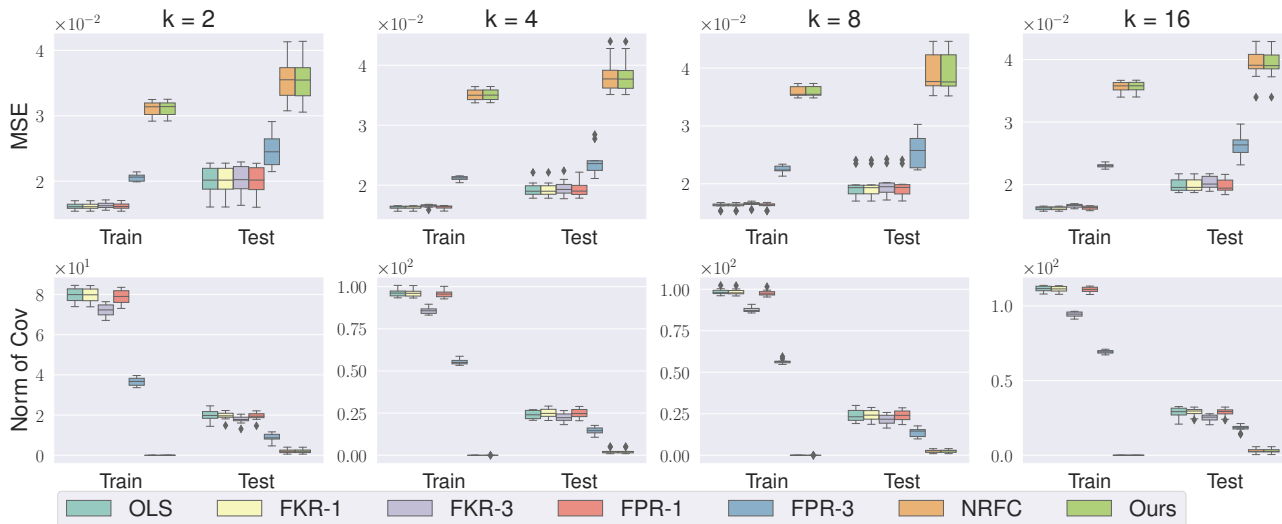 k = 2 k = 4 k = 8 k = 16
×10⁻² ×10⁻² ×10⁻² ×10⁻²
MSE
4 4 4 4
3 3 3 3
2 2 2 2
Train Test Train Test Train Test Train Test
×10¹ ×10² ×10² ×10²
Norm of Cov
8 1.00 1.00 1.0
6 0.75 0.75
4 0.50 0.50 0.5
2 0.25 0.25
0 0.00 0.00 0.0
Train Test Train Test Train Test Train Test
OLS FKR-1 FKR-3 FPR-1 FPR-3 NRFC Ours